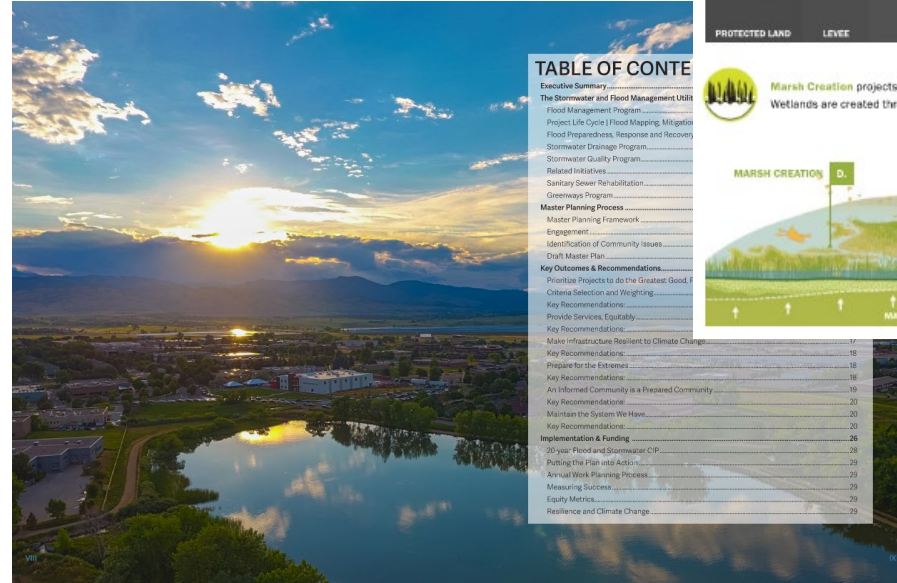 TABLE OF CONTE
Executive Summary
The Stormwater and Flood Management Utilit
Flood Management Program
Project Life Cycle | Flood Mapping, Mitigation
Flood Preparedness, Response and Recovery
Stormwater Drainage Program
Stormwater Quality Program
Related Initiatives
Sanitary Sewer Rehabilitation
Greenways Program
Master Planning Process
Master Planning Framework
Engagement
Identification of Community Issues
Draft Master Plan
Key Outcomes & Recommendations
Prioritize Projects to do the Greatest Good, F
Criteria Selection and Weighting
Key Recommendations:
Provide Services, Equitably
Key Recommendations:
Make Infrastructure Resilient to Climate Change 17
Key Recommendations: 18
Prepare for the Extremes 18
Key Recommendations: 18
An Informed Community is a Prepared Community 19
Key Recommendations: 20
Maintain the System We Have 20
Key Recommendations: 20
Implementation & Funding 26
20-year Flood and Stormwater CIP 28
Putting the Plan into Action 29
Annual Work Planning Process 29
Measuring Success 29
Equity Metrics 29
Resilience and Climate Change 29
VIII
IX
PROTECTED LAND LEVEE
Marsh Creation projects
Wetlands are created thr
MARSH CREATION D.